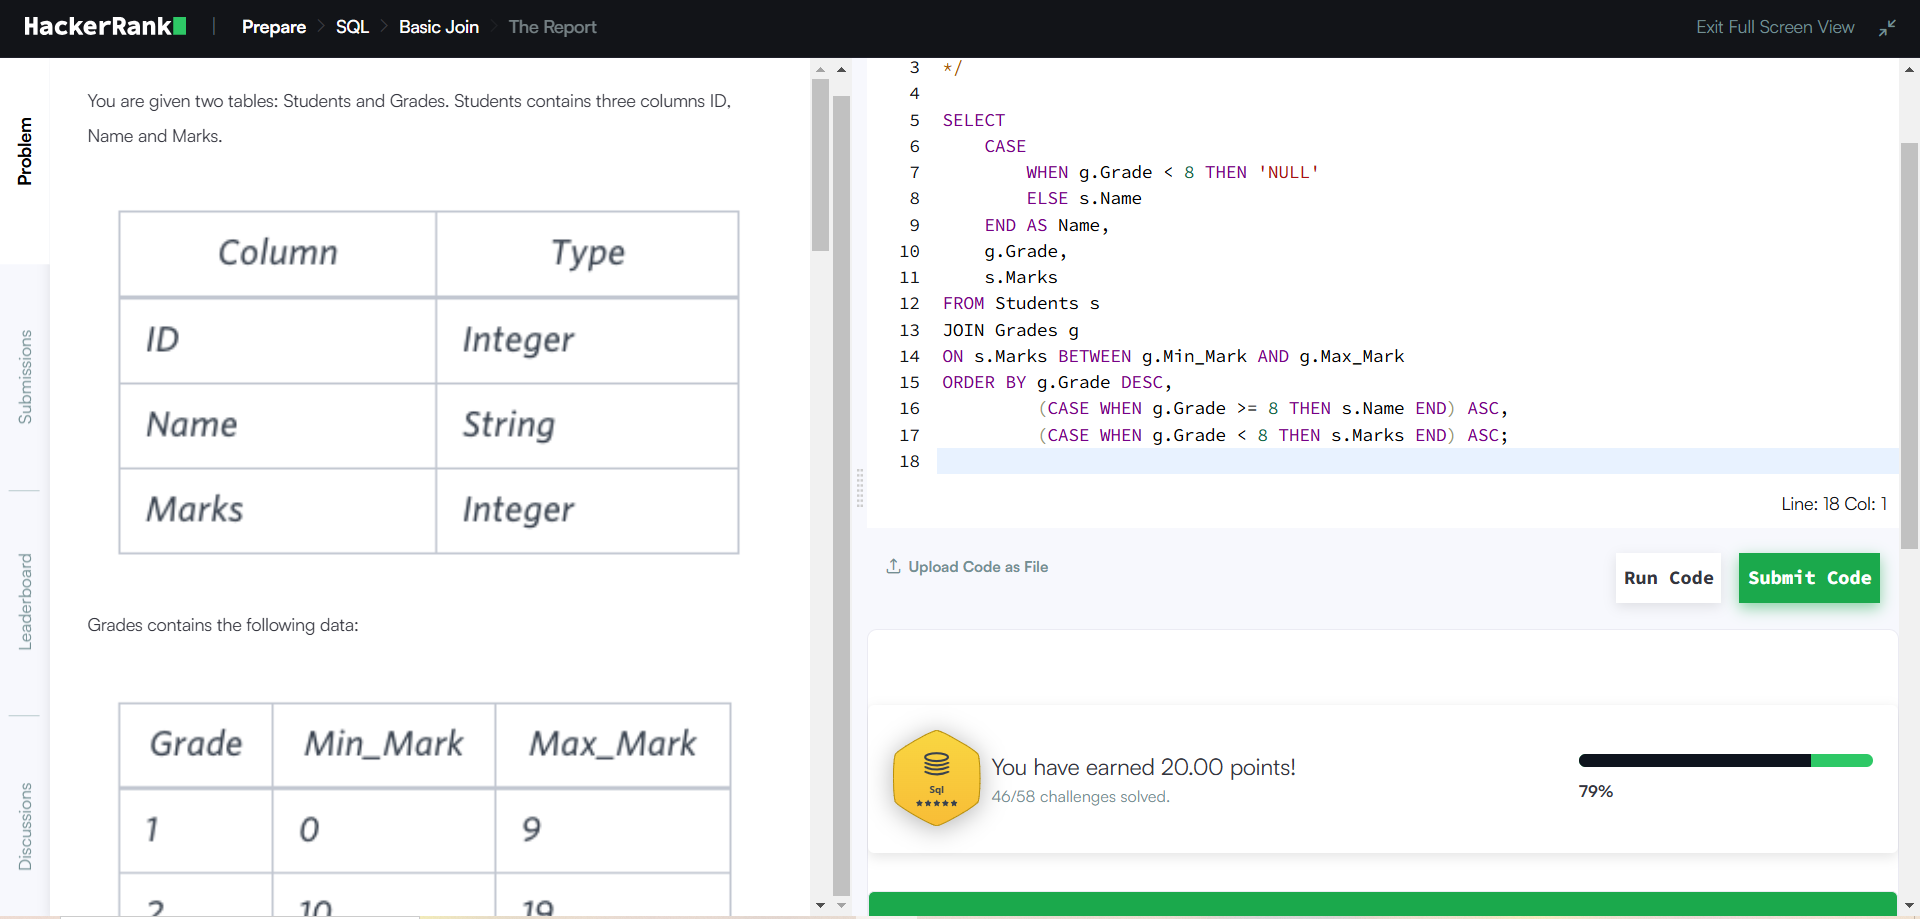 HackerRank | Prepare > SQL > Basic Join > The Report
Exit Full Screen View
Problem
Submissions
Leaderboard
Discussions
You are given two tables: Students and Grades. Students contains three columns ID,
Name and Marks.
Column Type
ID Integer
Name String
Marks Integer
Grades contains the following data:
Grade Min_Mark Max_Mark
1 0 9
2 10 19
3 */
4
5 SELECT
6 CASE
7 WHEN g.Grade < 8 THEN 'NULL'
8 ELSE s.Name
9 END AS Name,
10 g.Grade,
11 s.Marks
12 FROM Students s
13 JOIN Grades g
14 ON s.Marks BETWEEN g.Min_Mark AND g.Max_Mark
15 ORDER BY g.Grade DESC,
16 (CASE WHEN g.Grade >= 8 THEN s.Name END) ASC,
17 (CASE WHEN g.Grade < 8 THEN s.Marks END) ASC;
18
Line: 18 Col: 1
Upload Code as File
Run Code
Submit Code
Sql
★★★★★
You have earned 20.00 points!
46/58 challenges solved.
79%